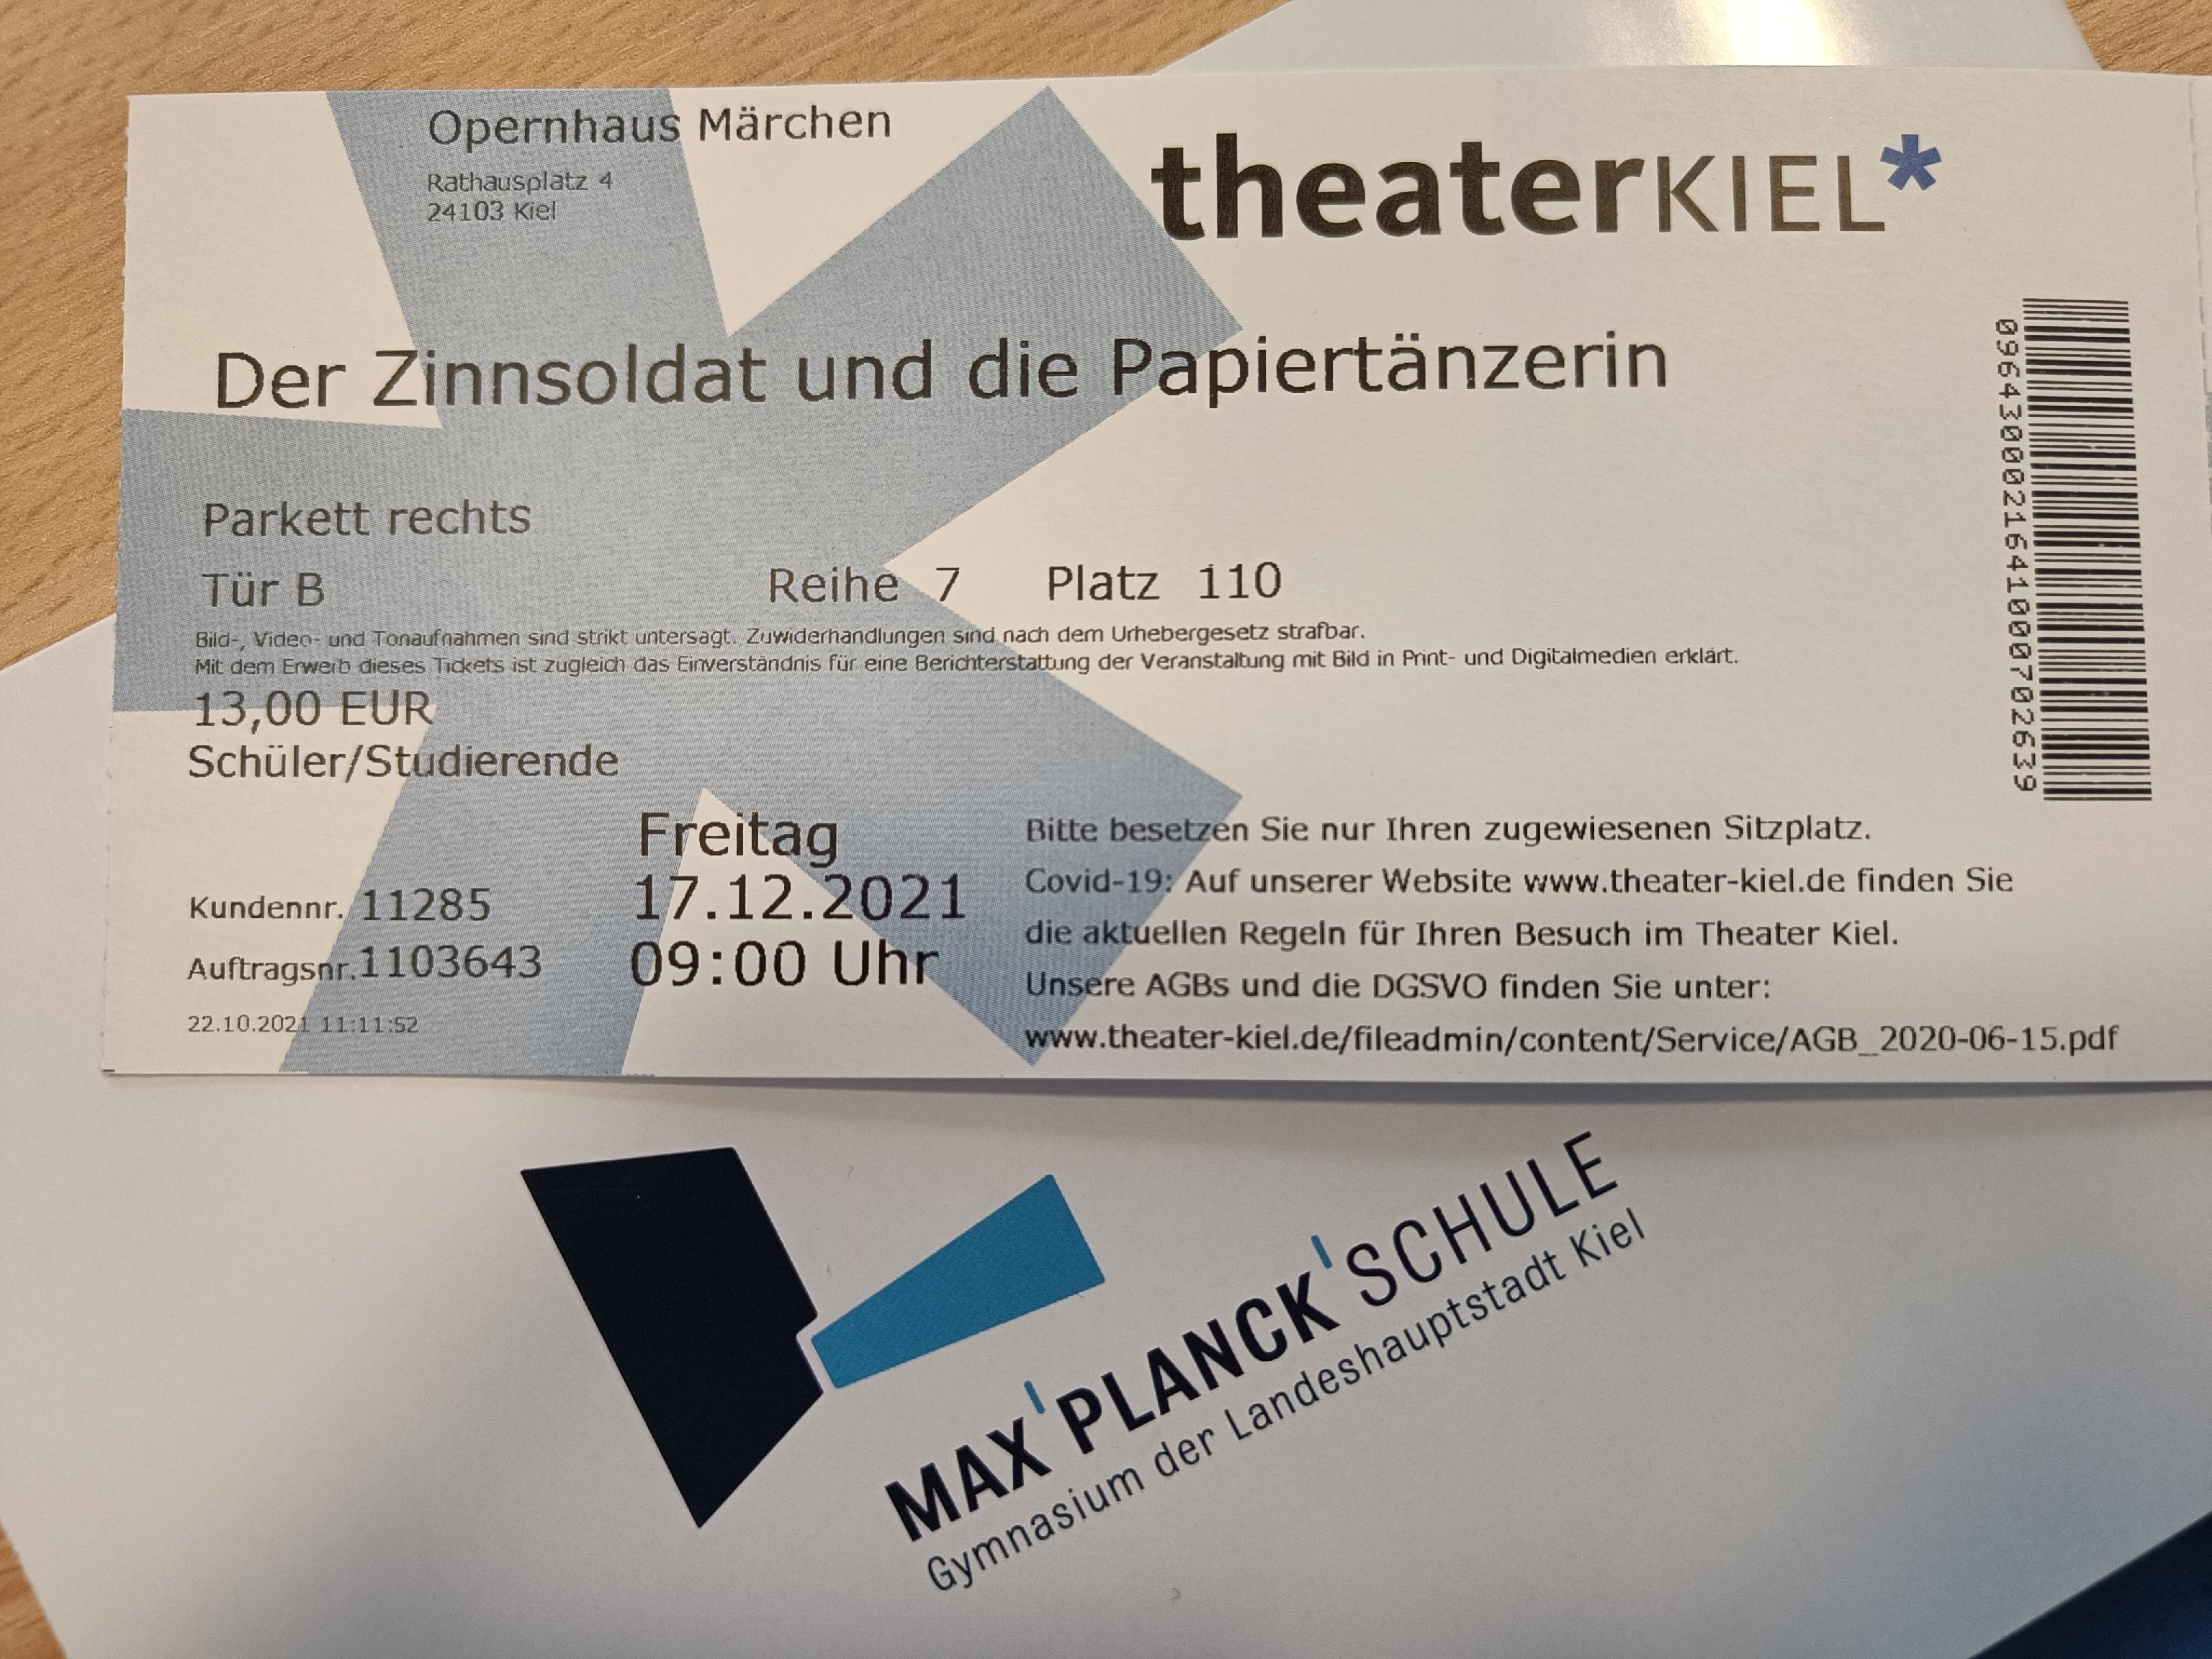 Opernhaus Märchen
Rathausplatz 4
24103 Kiel
theaterKIEL*
Der Zinnsoldat und die Papiertänzerin
Parkett rechts
Tür B Reihe 7 Platz 110
Bild-, Video- und Tonaufnahmen sind strikt untersagt. Zuwiderhandlungen sind nach dem Urhebergesetz strafbar.
Mit dem Erwerb dieses Tickets ist zugleich das Einverständnis für eine Berichterstattung der Veranstaltung mit Bild in Print- und Digitalmedien erklärt.
13,00 EUR
Schüler/Studierende
Kundennr. 11285
Auftragsnr. 1103643
22.10.2021 11:11:52
Freitag
17.12.2021
09:00 Uhr
Bitte besetzen Sie nur Ihren zugewiesenen Sitzplatz.
Covid-19: Auf unserer Website www.theater-kiel.de finden Sie
die aktuellen Regeln für Ihren Besuch im Theater Kiel.
Unsere AGBs und die DGSVO finden Sie unter:
www.theater-kiel.de/fileadmin/content/Service/AGB_2020-06-15.pdf
0964300021641000702639
MAX'PLANCK'SCHULE
Gymnasium der Landeshauptstadt Kiel